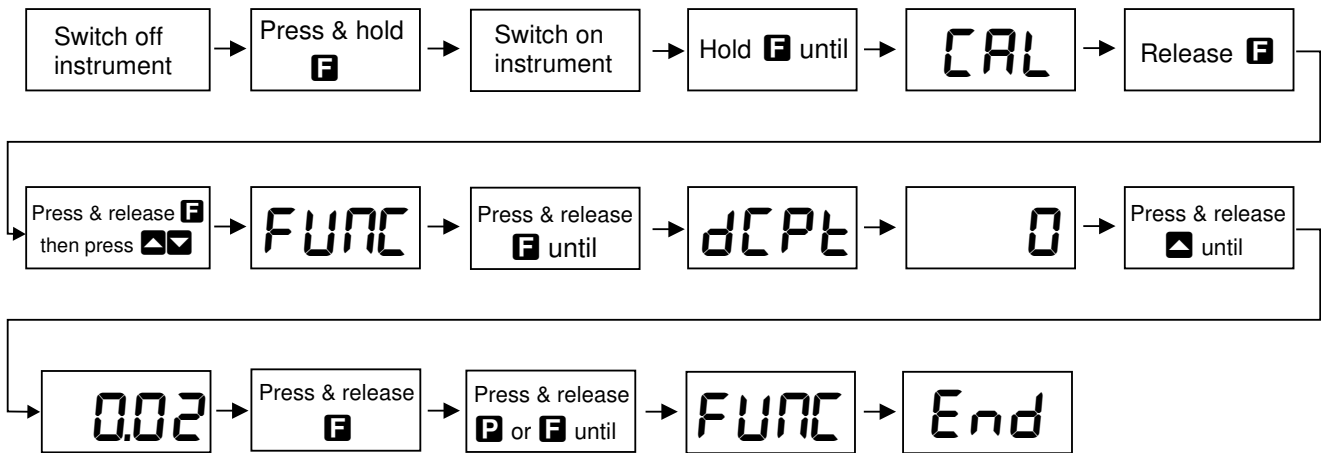 Switch off
instrument
Press & hold
F
Switch on
instrument
Hold F until
CAL
Release F
Press & release F
then press
FUNC
Press & release
F until
dCPt
0
Press & release
until
0.02
Press & release
F
Press & release
P or F until
FUNC
End